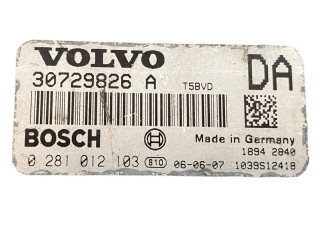 VOLVO DA
30729826 A T5BVD
BOSCH Made in Germany
1894 2840
0 281 012 103 810 06-06-07 1039S12418